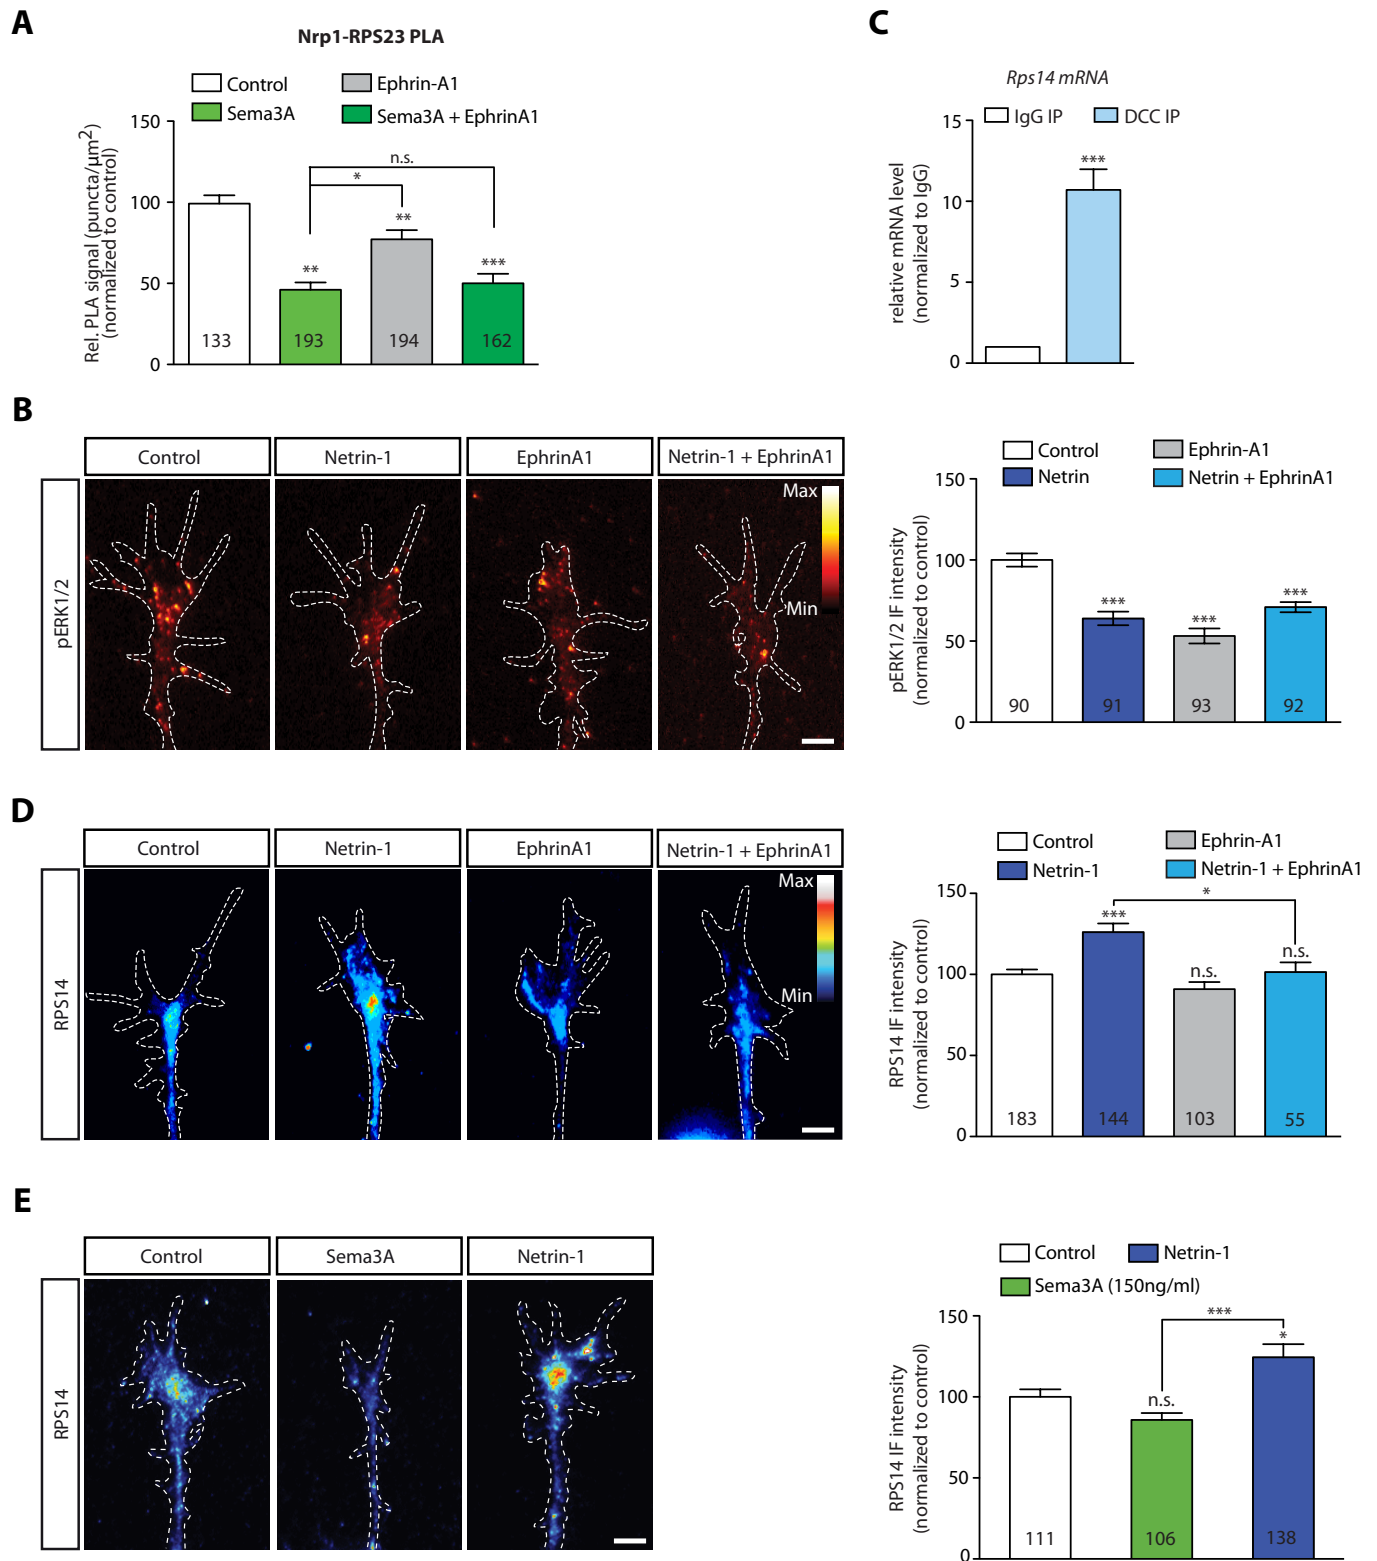 A
Nrp1-RPS23 PLA
Control
Ephrin-A1
Sema3A
Sema3A + EphrinA1
Rel. PLA signal (puncta/µm²)
(normalized to control)
150
100
50
0
n.s.
*
**
**
***
133
193
194
162
C
Rps14 mRNA
IgG IP
DCC IP
relative mRNA level
(normalized to IgG)
15
10
5
0
***
B
Control
Netrin-1
EphrinA1
Netrin-1 + EphrinA1
pERK1/2
Max
Min
Control
Ephrin-A1
Netrin
Netrin + EphrinA1
pERK1/2 IF intensity
(normalized to control)
150
100
50
0
***
***
***
90
91
93
92
D
Control
Netrin-1
EphrinA1
Netrin-1 + EphrinA1
RPS14
Max
Min
Control
Ephrin-A1
Netrin-1
Netrin-1 + EphrinA1
RPS14 IF intensity
(normalized to control)
150
100
50
0
*
***
n.s.
n.s.
183
144
103
55
E
Control
Sema3A
Netrin-1
RPS14
Control
Netrin-1
Sema3A (150ng/ml)
RPS14 IF intensity
(normalized to control)
150
100
50
0
***
*
n.s.
111
106
138